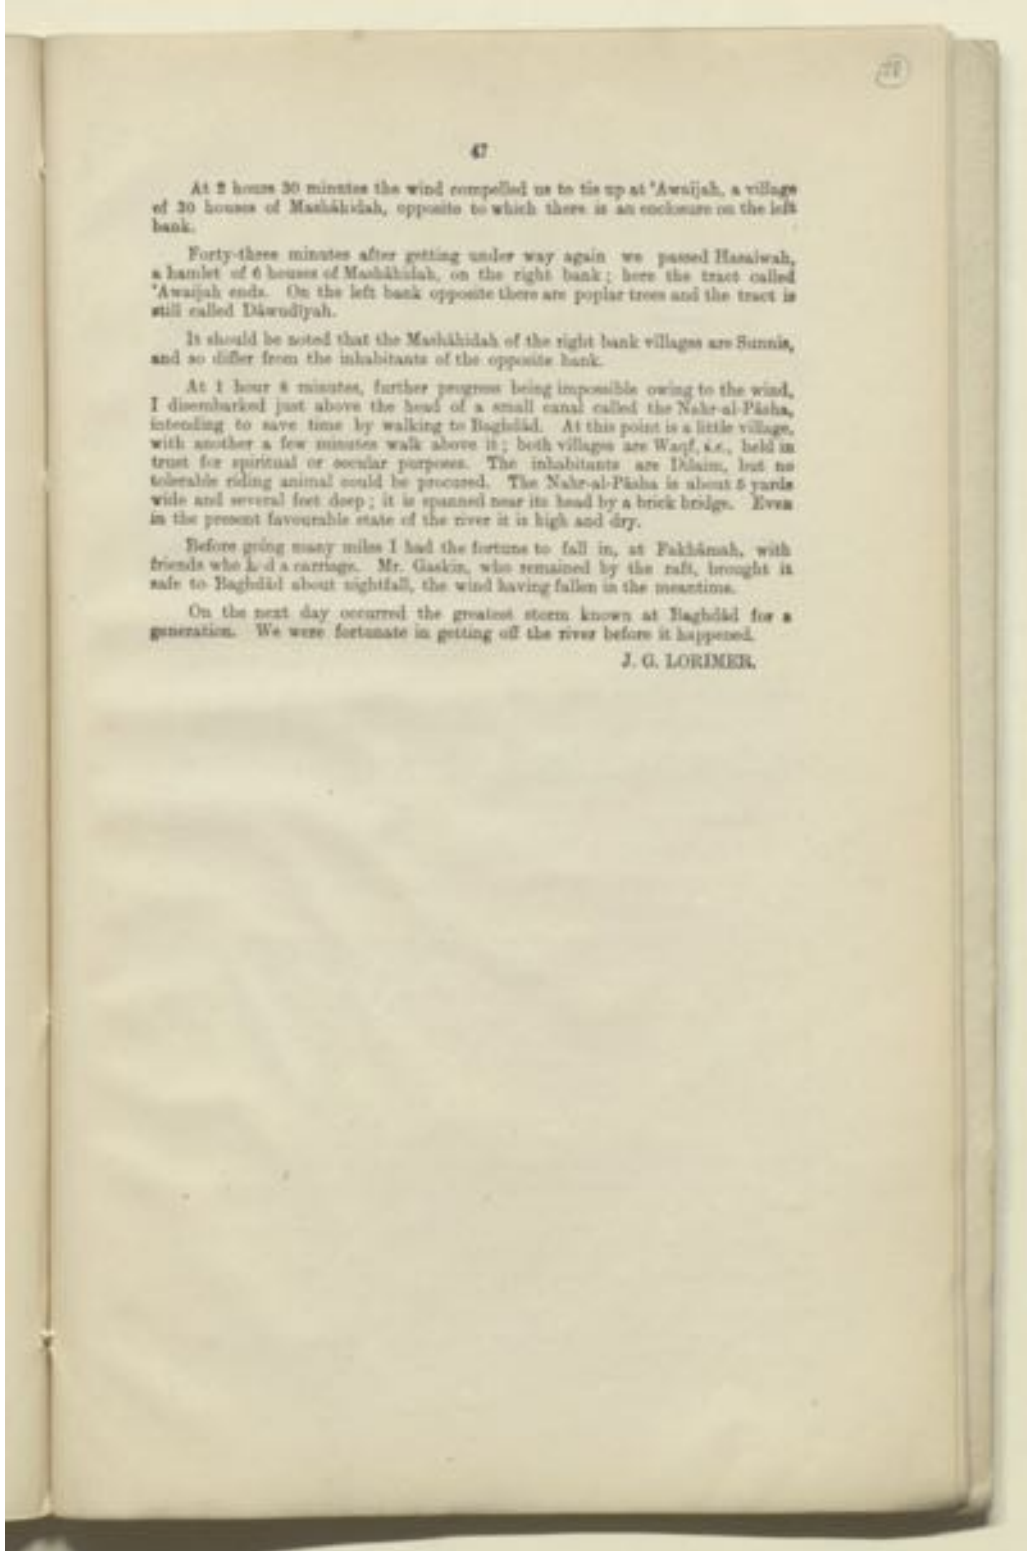 47
At 2 hours 30 minutes the wind compelled us to tie up at 'Awaijah, a village
of 30 houses of Mashâhidah, opposite to which there is an enclosure on the left
bank.
Forty-three minutes after getting under way again we passed Hasaiwah,
a hamlet of 6 houses of Mashâhidah, on the right bank; here the tract called
'Awaijah ends. On the left bank opposite there are poplar trees and the tract is
still called Dâwudîyah.
It should be noted that the Mashâhidah of the right bank villages are Sunnis,
and so differ from the inhabitants of the opposite bank.
At 1 hour 8 minutes, further progress being impossible owing to the wind,
I disembarked just above the head of a small canal called the Nahr-al-Pâsha,
intending to save time by walking to Baghdâd. At this point is a little village,
with another a few minutes walk above it; both villages are Waqf, i.e., held in
trust for spiritual or secular purposes. The inhabitants are Dilaim, but no
tolerable riding animal could be procured. The Nahr-al-Pâsha is about 5 yards
wide and several feet deep; it is spanned near its head by a brick bridge. Even
in the present favourable state of the river it is high and dry.
Before going many miles I had the fortune to fall in, at Fakhâmah, with
friends who had a carriage. Mr. Gaskin, who remained by the raft, brought it
safe to Baghdâd about nightfall, the wind having fallen in the meantime.
On the next day occurred the greatest storm known at Baghdâd for a
generation. We were fortunate in getting off the river before it happened.
J. G. LORIMER.